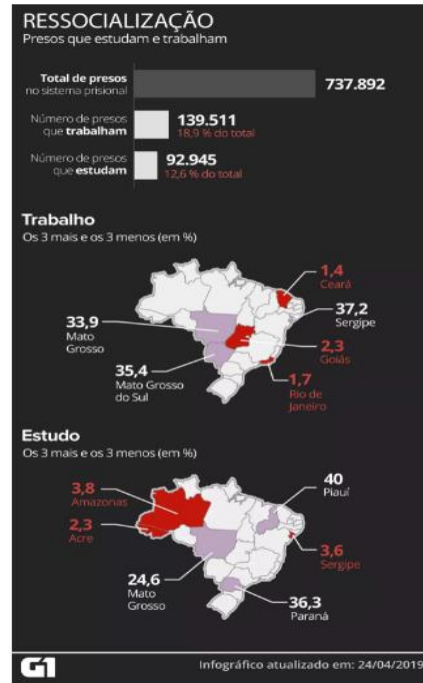 RESSOCIALIZAÇÃO
Presos que estudam e trabalham
Total de presos
no sistema prisional
737.892
Número de presos
que trabalham
139.511
18,9 % do total
Número de presos
que estudam
92.945
12,6 % do total
Trabalho
Os 3 mais e os 3 menos (em %)
1,4
Ceará
37,2
Sergipe
33,9
Mato
Grosso
2,3
Goiás
35,4
Mato Grosso
do Sul
1,7
Rio de
Janeiro
Estudo
Os 3 mais e os 3 menos (em %)
3,8
Amazonas
40
Piauí
2,3
Acre
3,6
Sergipe
24,6
Mato
Grosso
36,3
Paraná
G1
Infográfico atualizado em: 24/04/2019